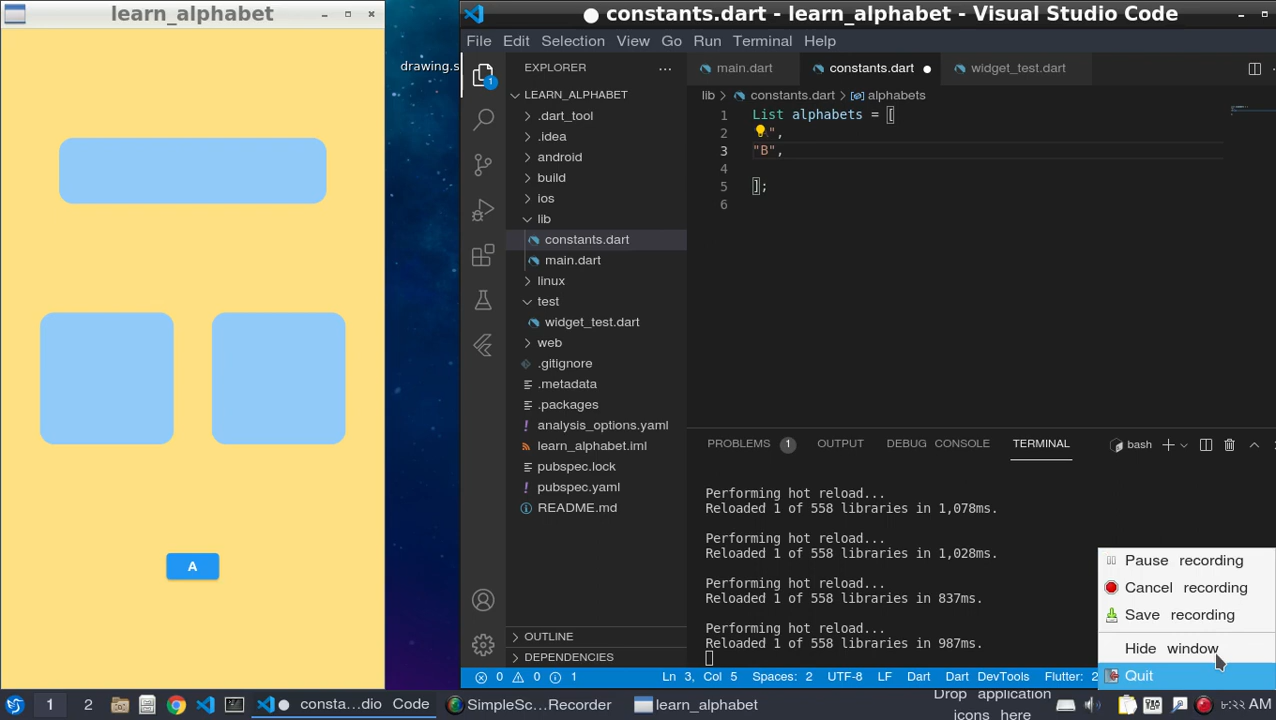 learn_alphabet
A
drawing.s
constants.dart - learn_alphabet - Visual Studio Code
File Edit Selection View Go Run Terminal Help
1
EXPLORER
LEARN_ALPHABET
.dart_tool
.idea
android
build
ios
lib
constants.dart
main.dart
linux
test
widget_test.dart
web
.gitignore
.metadata
.packages
analysis_options.yaml
learn_alphabet.iml
pubspec.lock
pubspec.yaml
README.md
OUTLINE
DEPENDENCIES
main.dart constants.dart widget_test.dart
lib > constants.dart > alphabets
1 List alphabets = [
2 ",
3 "B",
4
5 ];
6
PROBLEMS 1 OUTPUT DEBUG CONSOLE TERMINAL bash
Performing hot reload...
Reloaded 1 of 558 libraries in 1,078ms.
Performing hot reload...
Reloaded 1 of 558 libraries in 1,028ms.
Performing hot reload...
Reloaded 1 of 558 libraries in 837ms.
Performing hot reload...
Reloaded 1 of 558 libraries in 987ms.
Pause recording
Cancel recording
Save recording
Hide window
Quit
0 0 1 Ln 3, Col 5 Spaces: 2 UTF-8 LF Dart Dart DevTools Flutter: 2
1 2 consta...dio Code SimpleSc...Recorder learn_alphabet
Drop application
icons here
AM